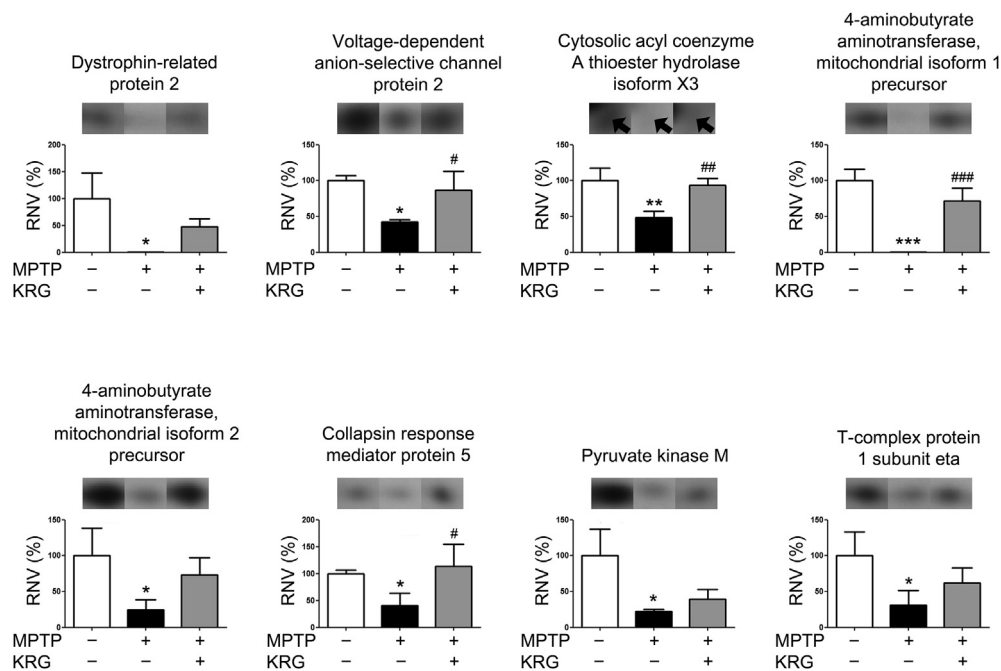 Dystrophin-related
protein 2
RNV (%)
200
150
100
50
0
*
MPTP – + +
KRG – – +
Voltage-dependent
anion-selective channel
protein 2
RNV (%)
150
100
50
0
*
#
MPTP – + +
KRG – – +
Cytosolic acyl coenzyme
A thioester hydrolase
isoform X3
RNV (%)
150
100
50
0
**
##
MPTP – + +
KRG – – +
4-aminobutyrate
aminotransferase,
mitochondrial isoform 1
precursor
RNV (%)
150
100
50
0
***
###
MPTP – + +
KRG – – +
4-aminobutyrate
aminotransferase,
mitochondrial isoform 2
precursor
RNV (%)
150
100
50
0
*
MPTP – + +
KRG – – +
Collapsin response
mediator protein 5
RNV (%)
200
150
100
50
0
*
#
MPTP – + +
KRG – – +
Pyruvate kinase M
RNV (%)
150
100
50
0
*
MPTP – + +
KRG – – +
T-complex protein
1 subunit eta
RNV (%)
150
100
50
0
*
MPTP – + +
KRG – – +